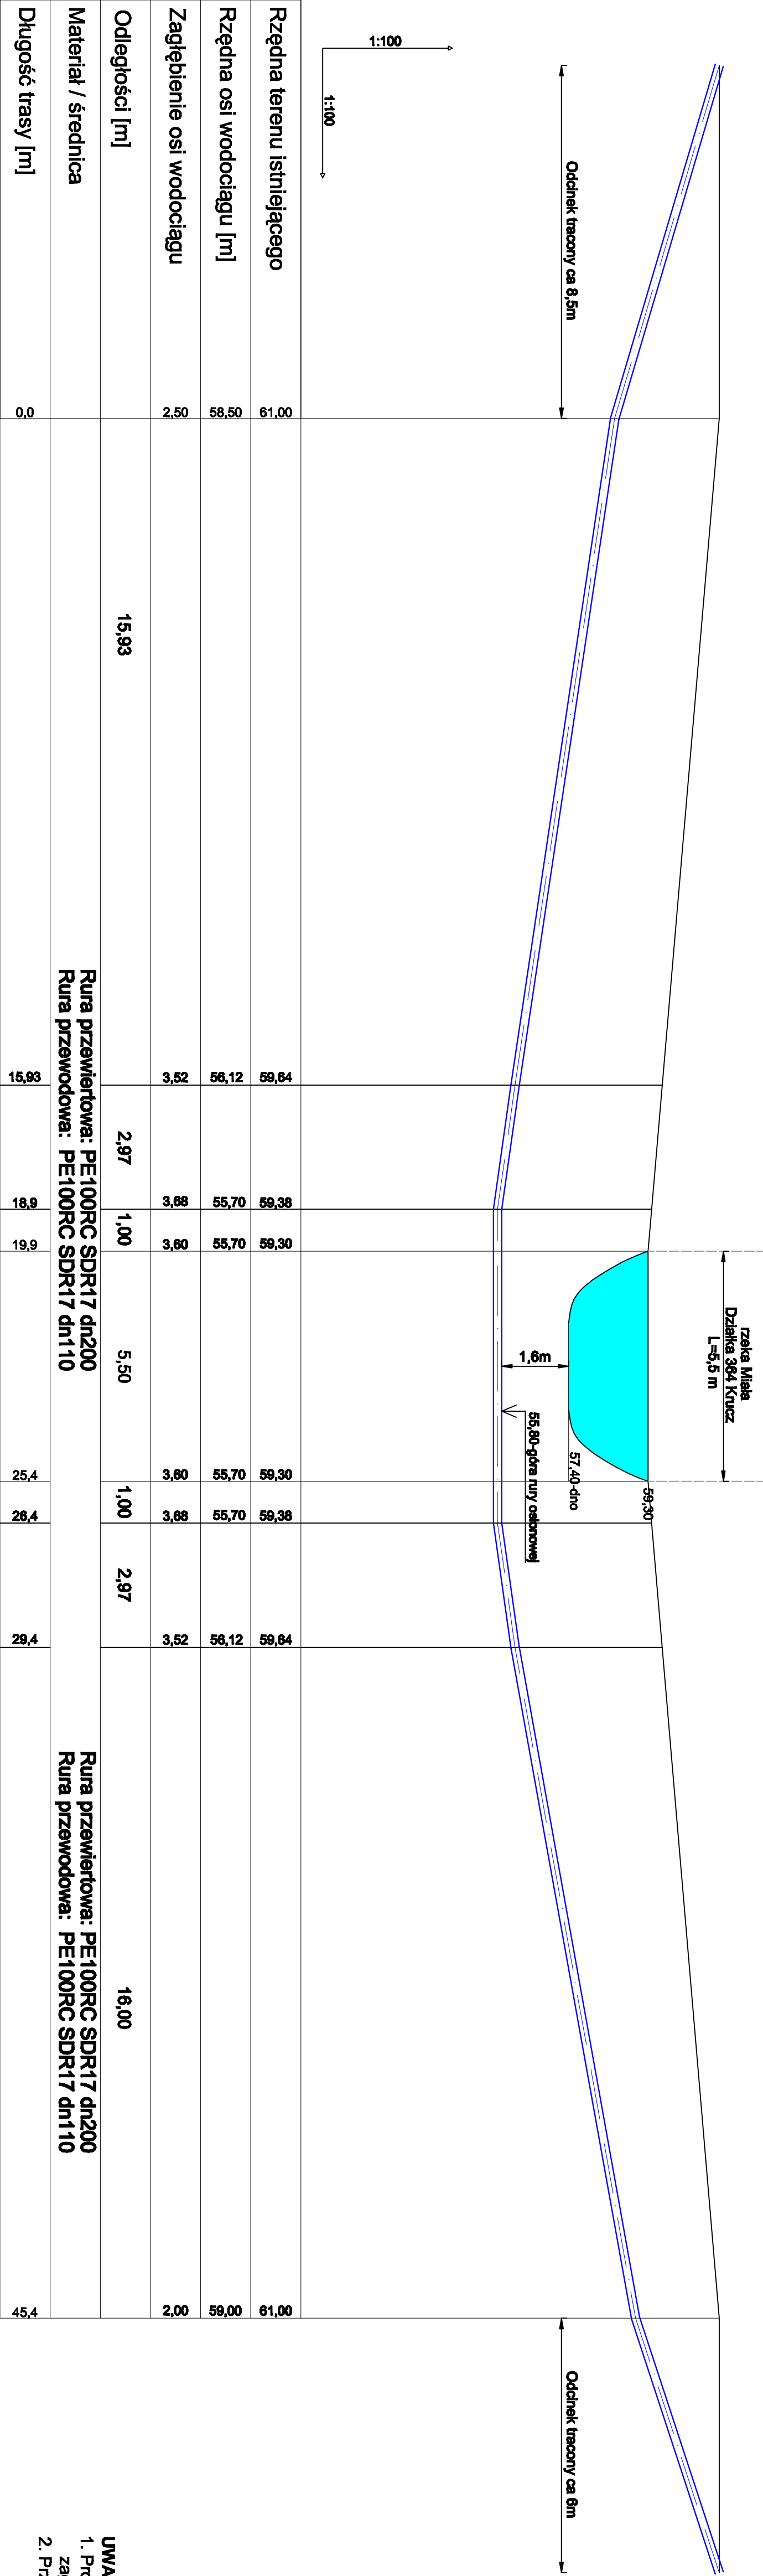 rzeka Miała
Działka 364 Krucz
L=5,5 m
59,30
57,40-dno
1,6m
55,80-góra rury osłonowej
Odcinek tracony ca 8,5m
Odcinek tracony ca 6m
1:100
1:100
Rzędna terenu istniejącego
61,00 59,64 59,38 59,30 59,30 59,38 59,64 61,00
Rzędna osi wodociągu [m]
58,50 56,12 55,70 55,70 55,70 55,70 56,12 59,00
Zagłębienie osi wodociągu
2,50 3,52 3,68 3,60 3,60 3,68 3,52 2,00
Odległości [m]
15,93 2,97 1,00 5,50 1,00 2,97 16,00
Materiał / średnica
Rura przewiertowa: PE100RC SDR17 dn200
Rura przewodowa: PE100RC SDR17 dn110
Rura przewiertowa: PE100RC SDR17 dn200
Rura przewodowa: PE100RC SDR17 dn110
Długość trasy [m]
0,0 15,93 18,9 19,9 25,4 26,4 29,4 45,4
UWA
1. Pro
2. Prz